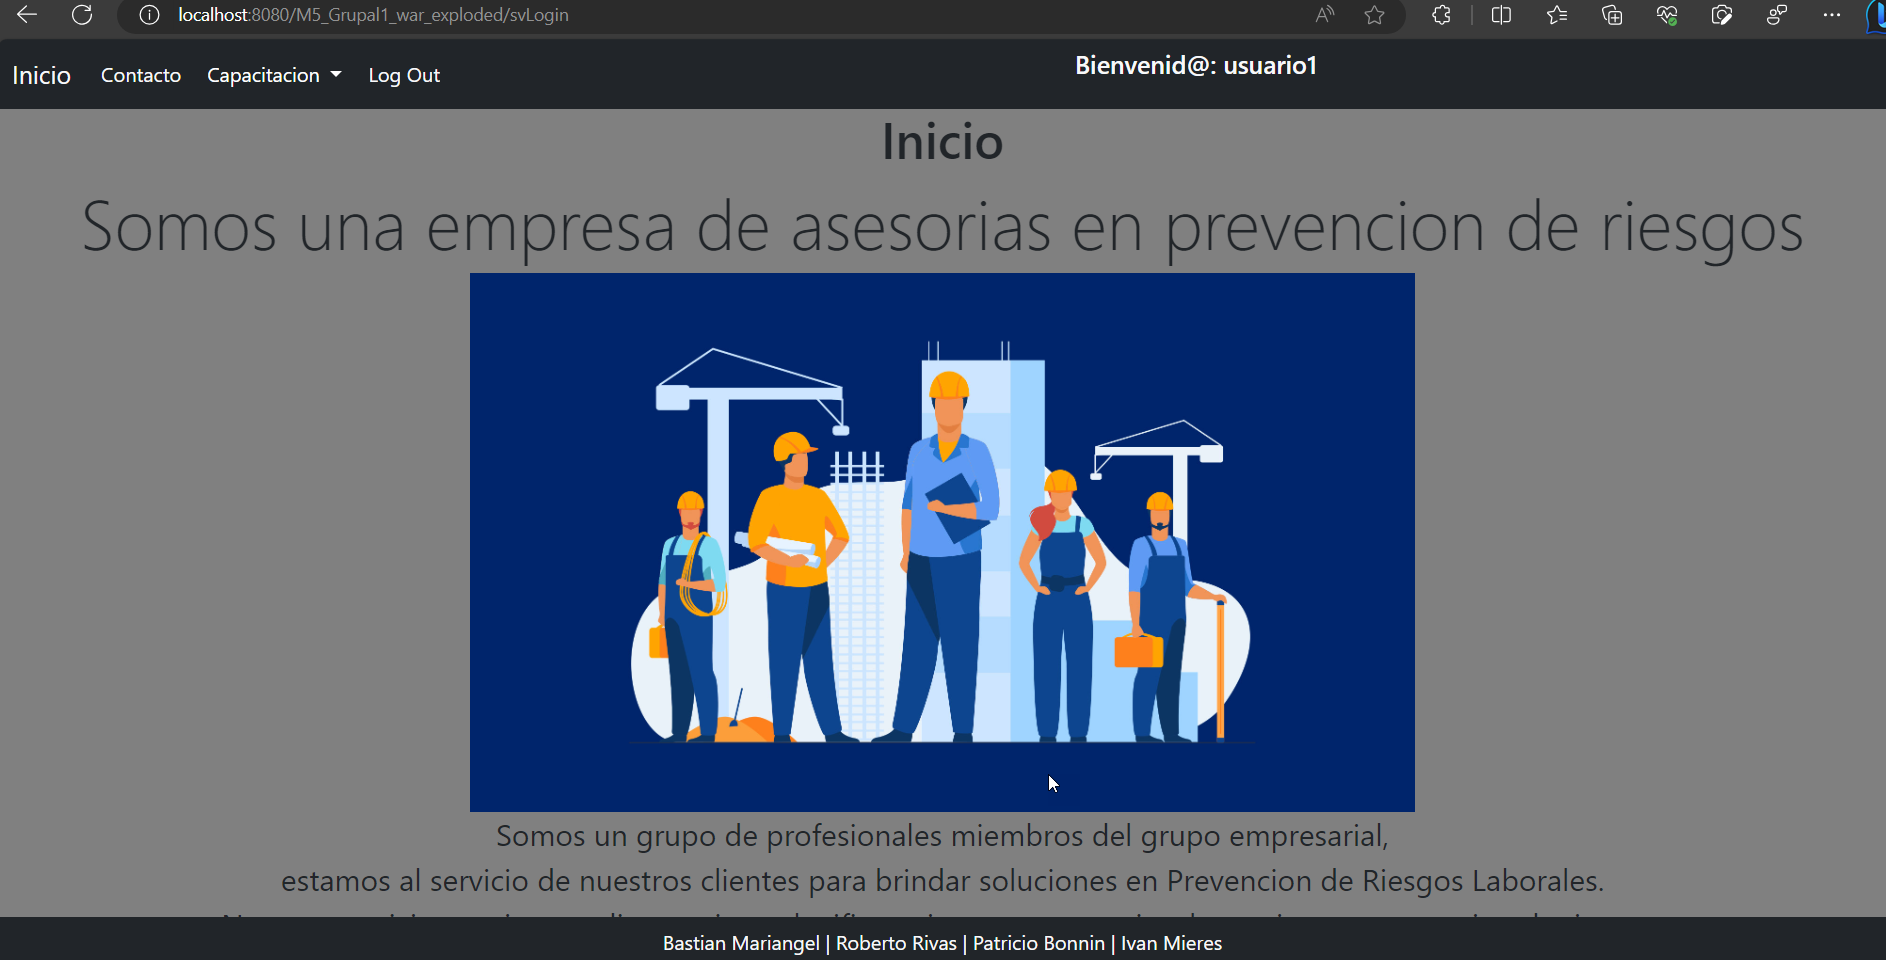 localhost:8080/M5_Grupal1_war_exploded/svLogin
Inicio Contacto Capacitacion Log Out Bienvenid@: usuario1
Inicio
Somos una empresa de asesorias en prevencion de riesgos
Somos un grupo de profesionales miembros del grupo empresarial,
estamos al servicio de nuestros clientes para brindar soluciones en Prevencion de Riesgos Laborales.
Bastian Mariangel | Roberto Rivas | Patricio Bonnin | Ivan Mieres